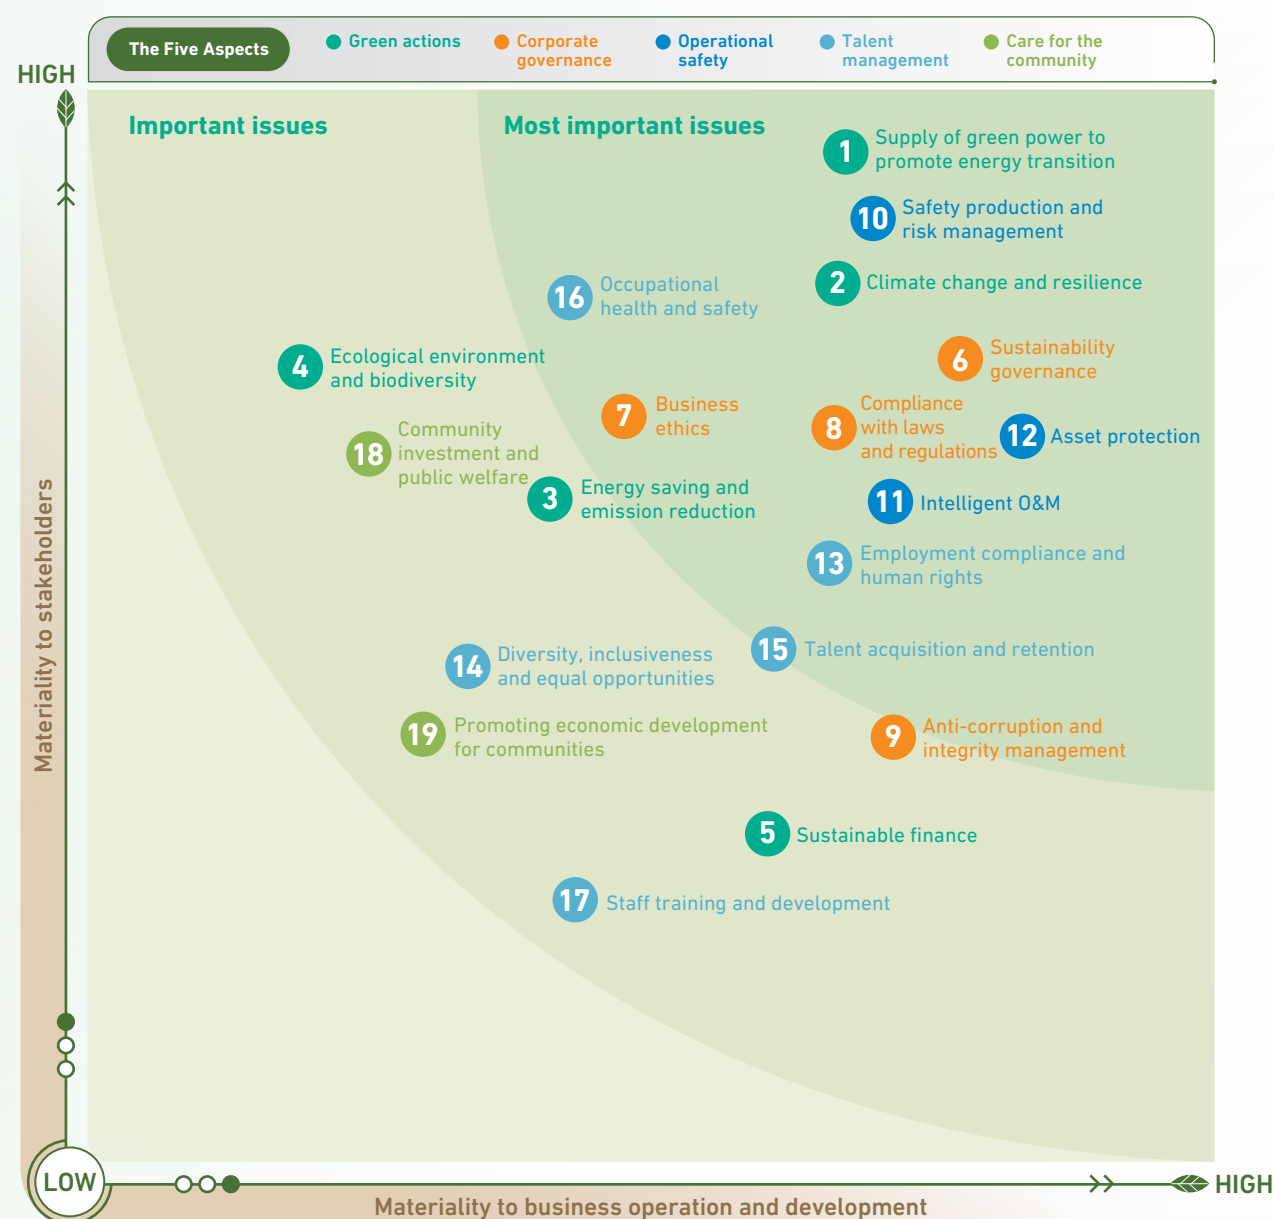 The Five Aspects
Green actions
Corporate
governance
Operational
safety
Talent
management
Care for the
community
HIGH
Important issues
Most important issues
1
Supply of green power to
promote energy transition
10
Safety production and
risk management
2
Climate change and resilience
16
Occupational
health and safety
6
Sustainability
governance
4
Ecological environment
and biodiversity
7
Business
ethics
8
Compliance
with laws
and regulations
12
Asset protection
18
Community
investment and
public welfare
3
Energy saving and
emission reduction
11
Intelligent O&M
13
Employment compliance and
human rights
15
Talent acquisition and retention
14
Diversity, inclusiveness
and equal opportunities
19
Promoting economic development
for communities
9
Anti-corruption and
integrity management
5
Sustainable finance
17
Staff training and development
Materiality to stakeholders
LOW
HIGH
Materiality to business operation and development